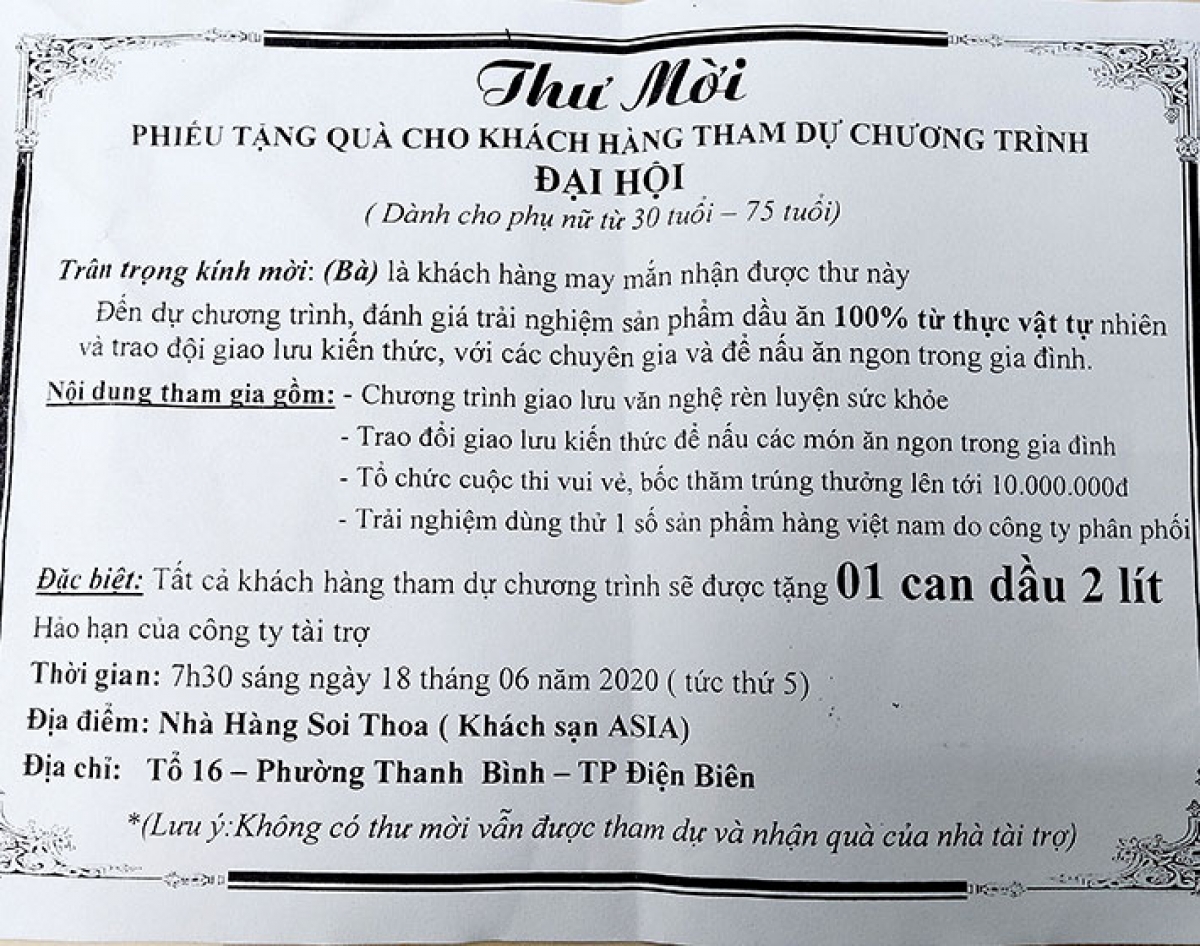 Thư Mời
PHIẾU TẶNG QUÀ CHO KHÁCH HÀNG THAM DỰ CHƯƠNG TRÌNH
ĐẠI HỘI
( Dành cho phụ nữ từ 30 tuổi – 75 tuổi)
Trân trọng kính mời: (Bà) là khách hàng may mắn nhận được thư này
Đến dự chương trình, đánh giá trải nghiệm sản phẩm dầu ăn 100% từ thực vật tự nhiên
và trao đội giao lưu kiến thức, với các chuyên gia và để nấu ăn ngon trong gia đình.
Nội dung tham gia gồm: - Chương trình giao lưu văn nghệ rèn luyện sức khỏe
- Trao đổi giao lưu kiến thức để nấu các món ăn ngon trong gia đình
- Tổ chức cuộc thi vui vẻ, bốc thăm trúng thưởng lên tới 10.000.000đ
- Trải nghiệm dùng thử 1 số sản phẩm hàng việt nam do công ty phân phối
Đặc biệt: Tất cả khách hàng tham dự chương trình sẽ được tặng 01 can dầu 2 lít
Hảo hạn của công ty tài trợ
Thời gian: 7h30 sáng ngày 18 tháng 06 năm 2020 ( tức thứ 5)
Địa điểm: Nhà Hàng Soi Thoa ( Khách sạn ASIA)
Địa chỉ: Tổ 16 – Phường Thanh Bình – TP Điện Biên
*(Lưu ý:Không có thư mời vẫn được tham dự và nhận quà của nhà tài trợ)